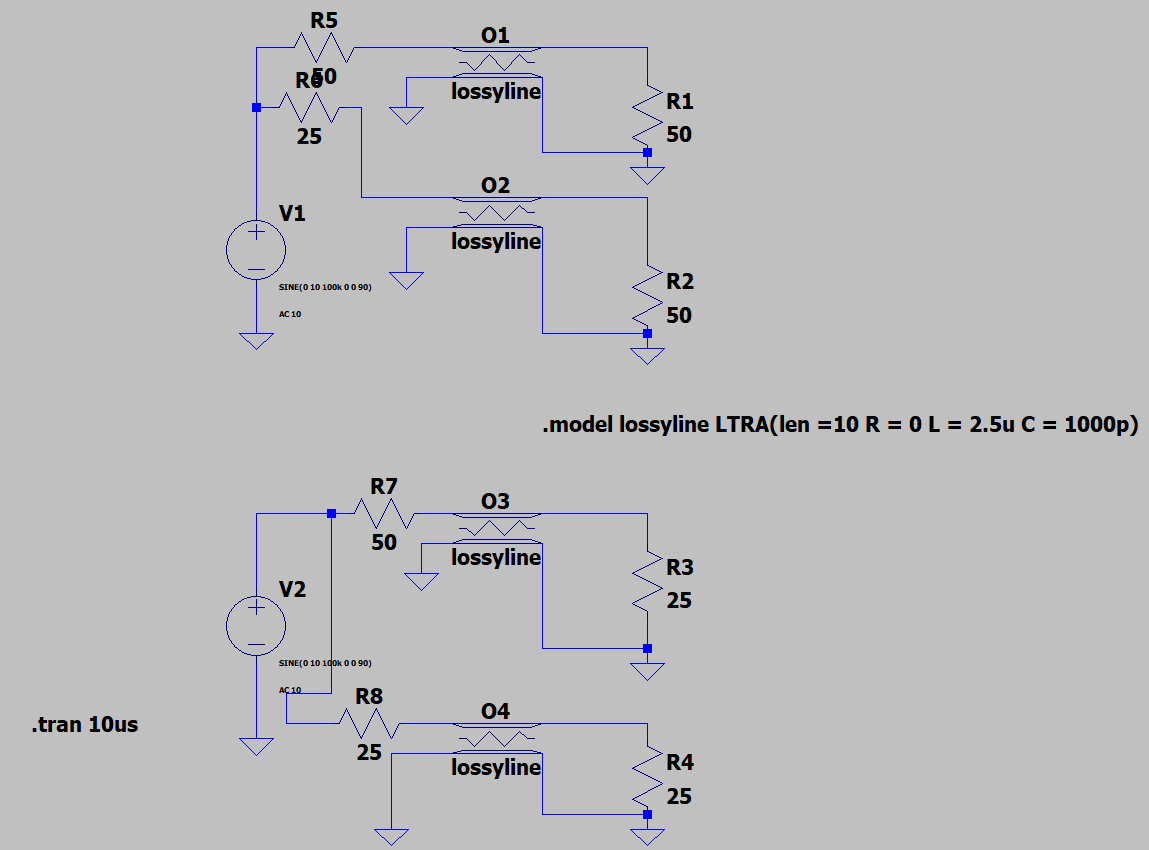 R5
50
O1
lossyline
R6
25
R1
50
O2
lossyline
V1
SINE(0 10 100k 0 0 90)
AC 10
R2
50
.model lossyline LTRA(len =10 R = 0 L = 2.5u C = 1000p)
R7
50
O3
lossyline
V2
SINE(0 10 100k 0 0 90)
AC 10
R3
25
.tran 10us
R8
25
O4
lossyline
R4
25